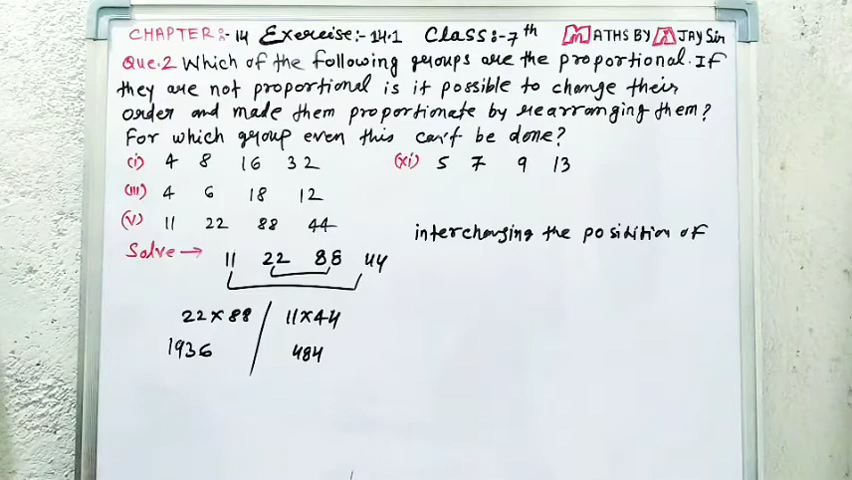 CHAPTER:-14 Exercise:-14.1 Class:-7th MATHS BY AJAY Sir
Que.2 Which of the following groups are the proportional. If
they are not proportional is it possible to change their
order and made them proportionate by rearranging them?
For which group even this can't be done?
(i) 4 8 16 32 (xi) 5 7 9 13
(iii) 4 6 18 12
(v) 11 22 88 44
interchanging the posidition of
Solve→ 11 22 88 44
22×88 / 11×44
1936 484